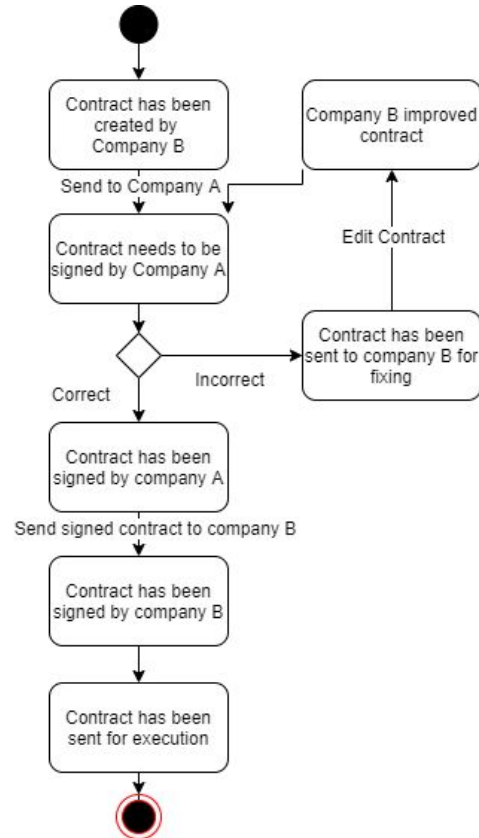 Contract has been
created by
Company B
Company B improved
contract
Send to Company A
Contract needs to be
signed by Company A
Edit Contract
Contract has been
sent to company B for
fixing
Incorrect
Correct
Contract has been
signed by company A
Send signed contract to company B
Contract has been
signed by company B
Contract has been
sent for execution